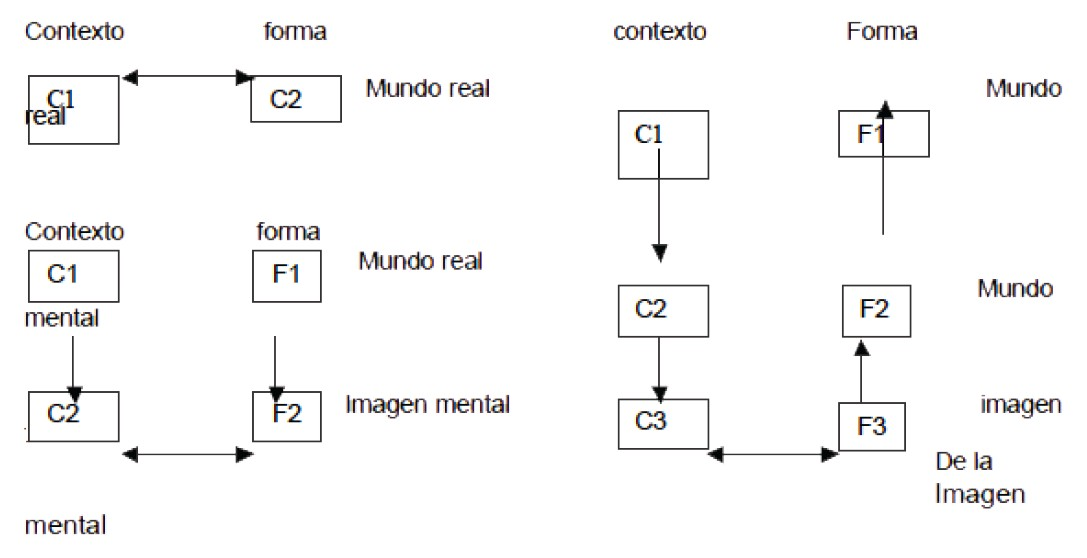 Contexto forma
C1 C2 Mundo real
real
Contexto forma
C1 F1 Mundo real
mental
C2 F2 Imagen mental
mental
contexto Forma
Mundo
C1 F1
C2 F2 Mundo
C3 F3 imagen
De la
Imagen